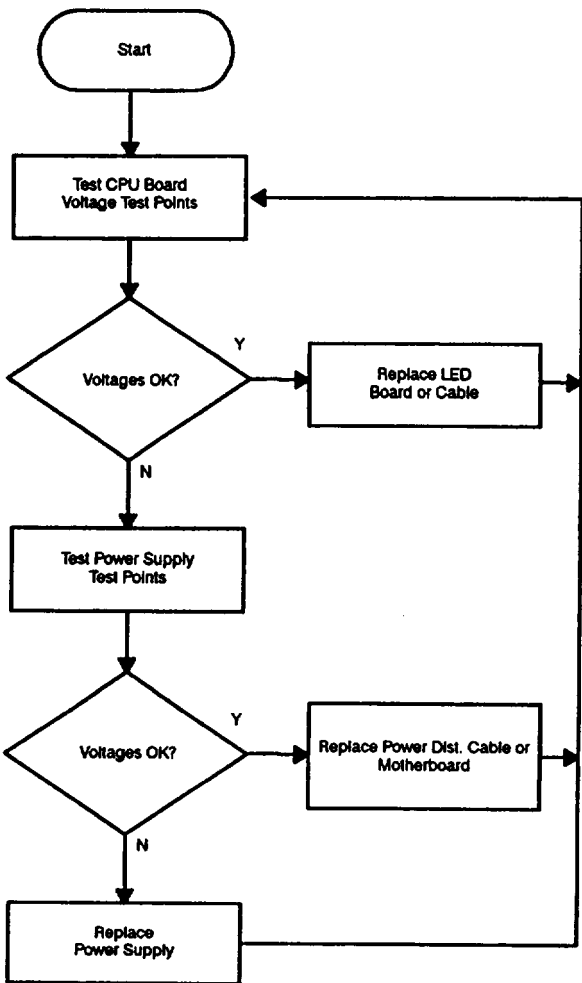 Start
Test CPU Board
Voltage Test Points
Y
Voltages OK?
Replace LED
Board or Cable
N
Test Power Supply
Test Points
Y
Voltages OK?
Replace Power Dist. Cable or
Motherboard
N
Replace
Power Supply